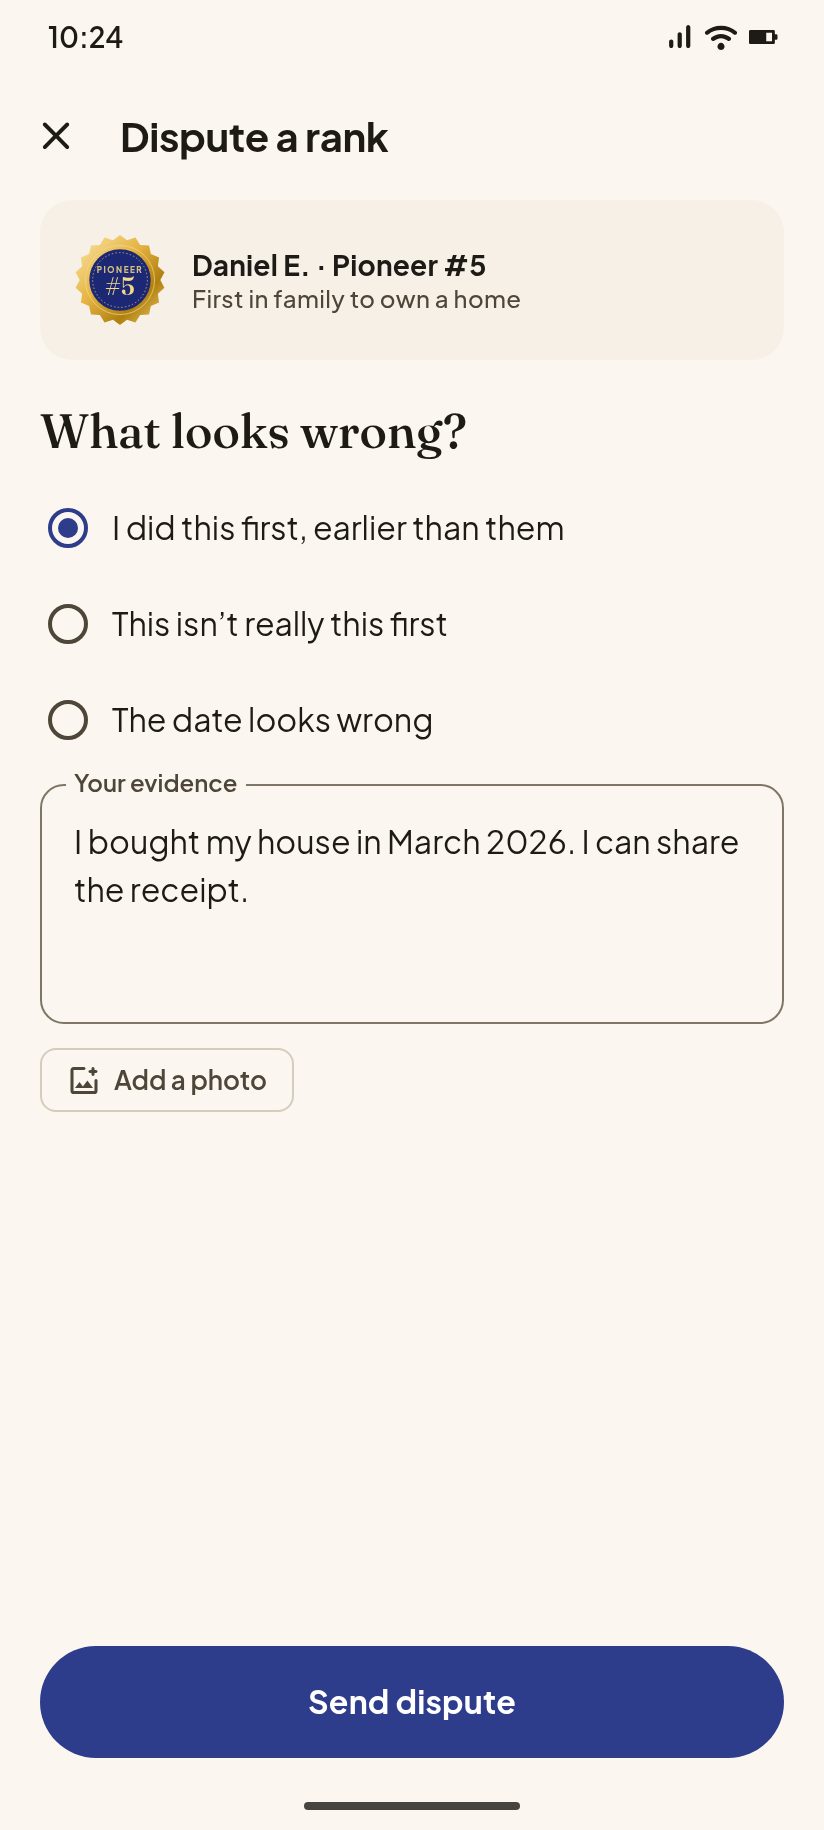 10:24
Dispute a rank
PIONEER
#5
Daniel E. · Pioneer #5
First in family to own a home
What looks wrong?
I did this first, earlier than them
This isn’t really this first
The date looks wrong
Your evidence
I bought my house in March 2026. I can share
the receipt.
Add a photo
Send dispute